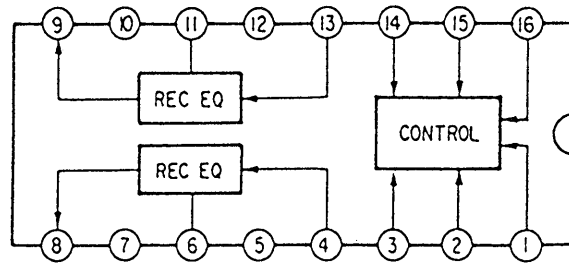 9 10 11 12 13 14 15 16
REC EQ
CONTROL
REC EQ
8 7 6 5 4 3 2 1